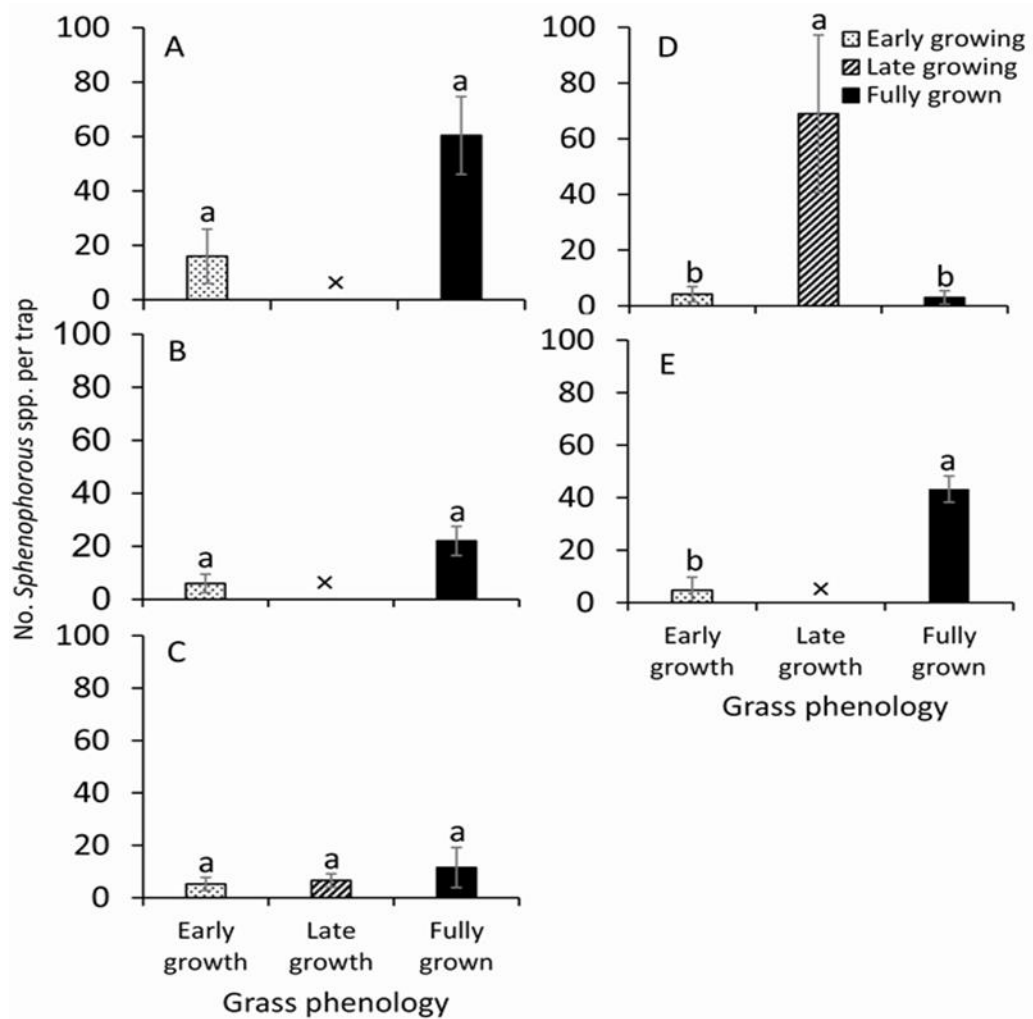 No. Sphenophorous spp. per trap
A
100
80
60
40
20
0
a
×
a
B
100
80
60
40
20
0
a
×
a
C
100
80
60
40
20
0
a
a
a
Early growth
Late growth
Fully grown
Grass phenology
D
Early growing
Late growing
Fully grown
100
80
60
40
20
0
b
a
b
E
100
80
60
40
20
0
b
×
a
Early growth
Late growth
Fully grown
Grass phenology